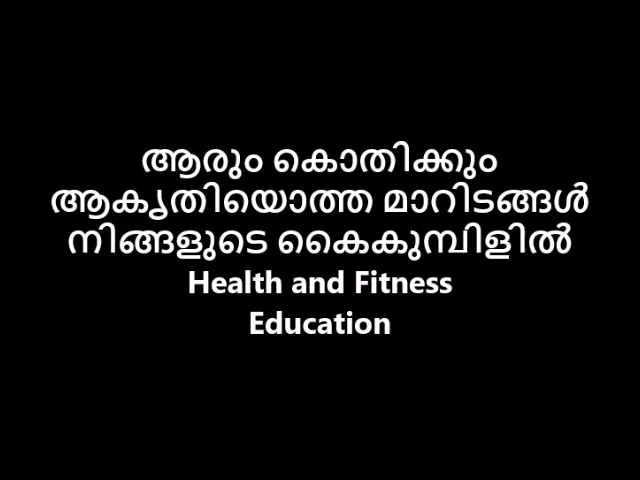 ആരും കൊതിക്കും
ആകൃതിയൊത്ത മാറിടങ്ങൾ
നിങ്ങളുടെ കൈകുമ്പിളിൽ
Health and Fitness
Education